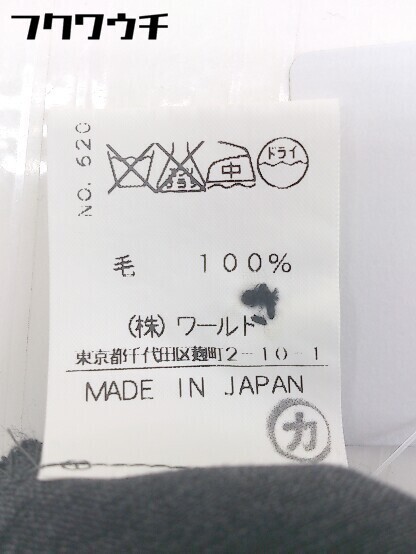 フクワウチ
NO. 520
中
ドライ
毛 100%
(株) ワールド
東京都千代田区麹町2-10-1
MADE IN JAPAN
カ